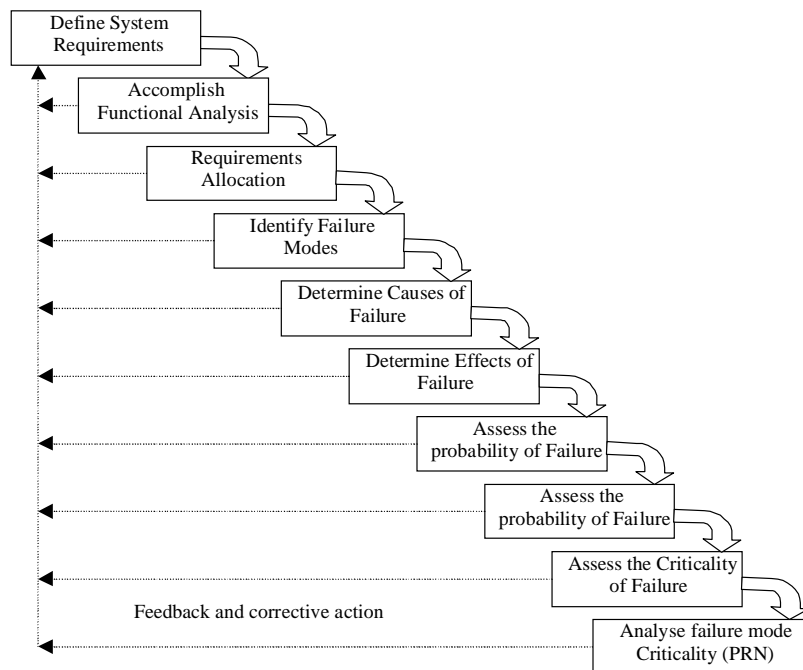 Define System
Requirements
Accomplish
Functional Analysis
Requirements
Allocation
Identify Failure
Modes
Determine Causes of
Failure
Determine Effects of
Failure
Assess the
probability of Failure
Assess the
probability of Failure
Assess the Criticality
of Failure
Feedback and corrective action
Analyse failure mode
Criticality (PRN)